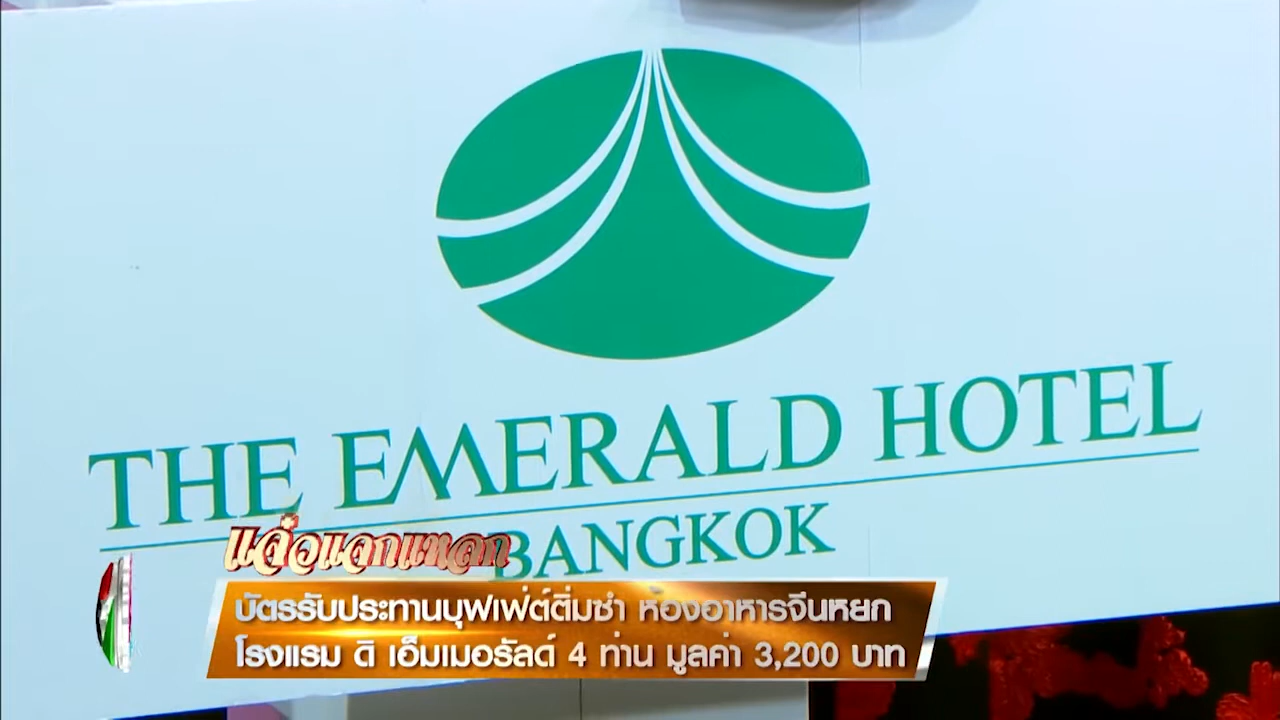 THE EMERALD HOTEL
BANGKOK
แจ๋วแจกแหลก
บัตรรับประทานบุฟเฟ่ต์ติ่มซำ ห้องอาหารจีนหยก
โรงแรม ดิ เอ็มเมอรัลด์ 4 ท่าน มูลค่า 3,200 บาท